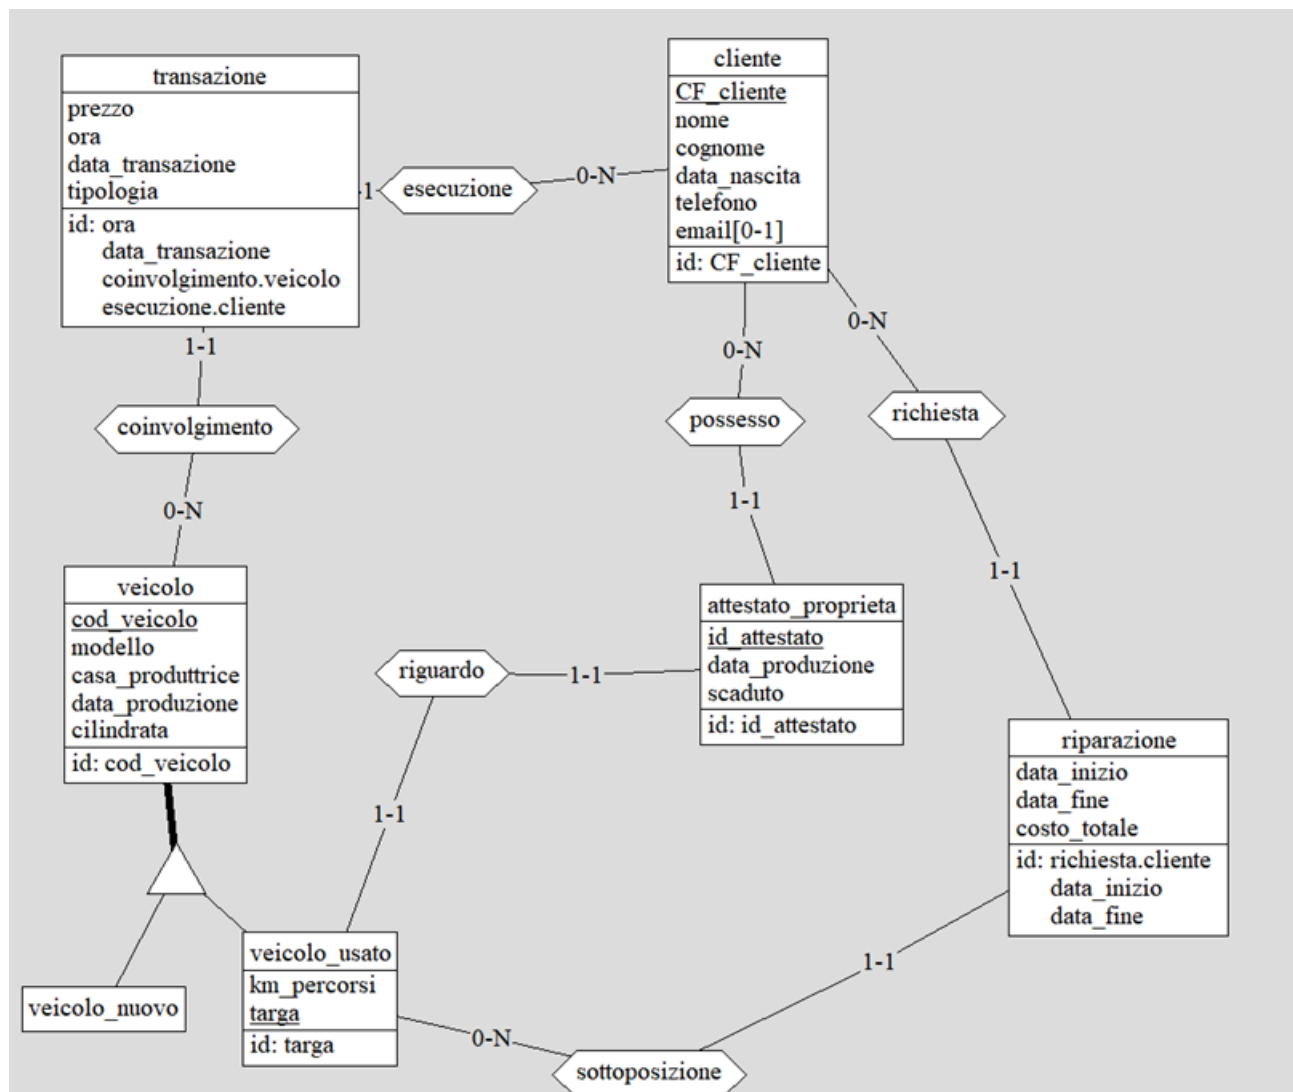 transazione
prezzo
ora
data_transazione
tipologia
id: ora
data_transazione
coinvolgimento.veicolo
esecuzione.cliente
-1
esecuzione
0-N
cliente
CF_cliente
nome
cognome
data_nascita
telefono
email[0-1]
id: CF_cliente
1-1
coinvolgimento
0-N
0-N
possesso
1-1
0-N
richiesta
1-1
veicolo
cod_veicolo
modello
casa_produttrice
data_produzione
cilindrata
id: cod_veicolo
riguardo
1-1
1-1
attestato_proprieta
id_attestato
data_produzione
scaduto
id: id_attestato
riparazione
data_inizio
data_fine
costo_totale
id: richiesta.cliente
data_inizio
data_fine
veicolo_nuovo
veicolo_usato
km_percorsi
targa
id: targa
0-N
sottoposizione
1-1